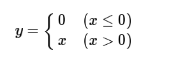 y = { 0 (x ≤ 0)
x (x > 0)